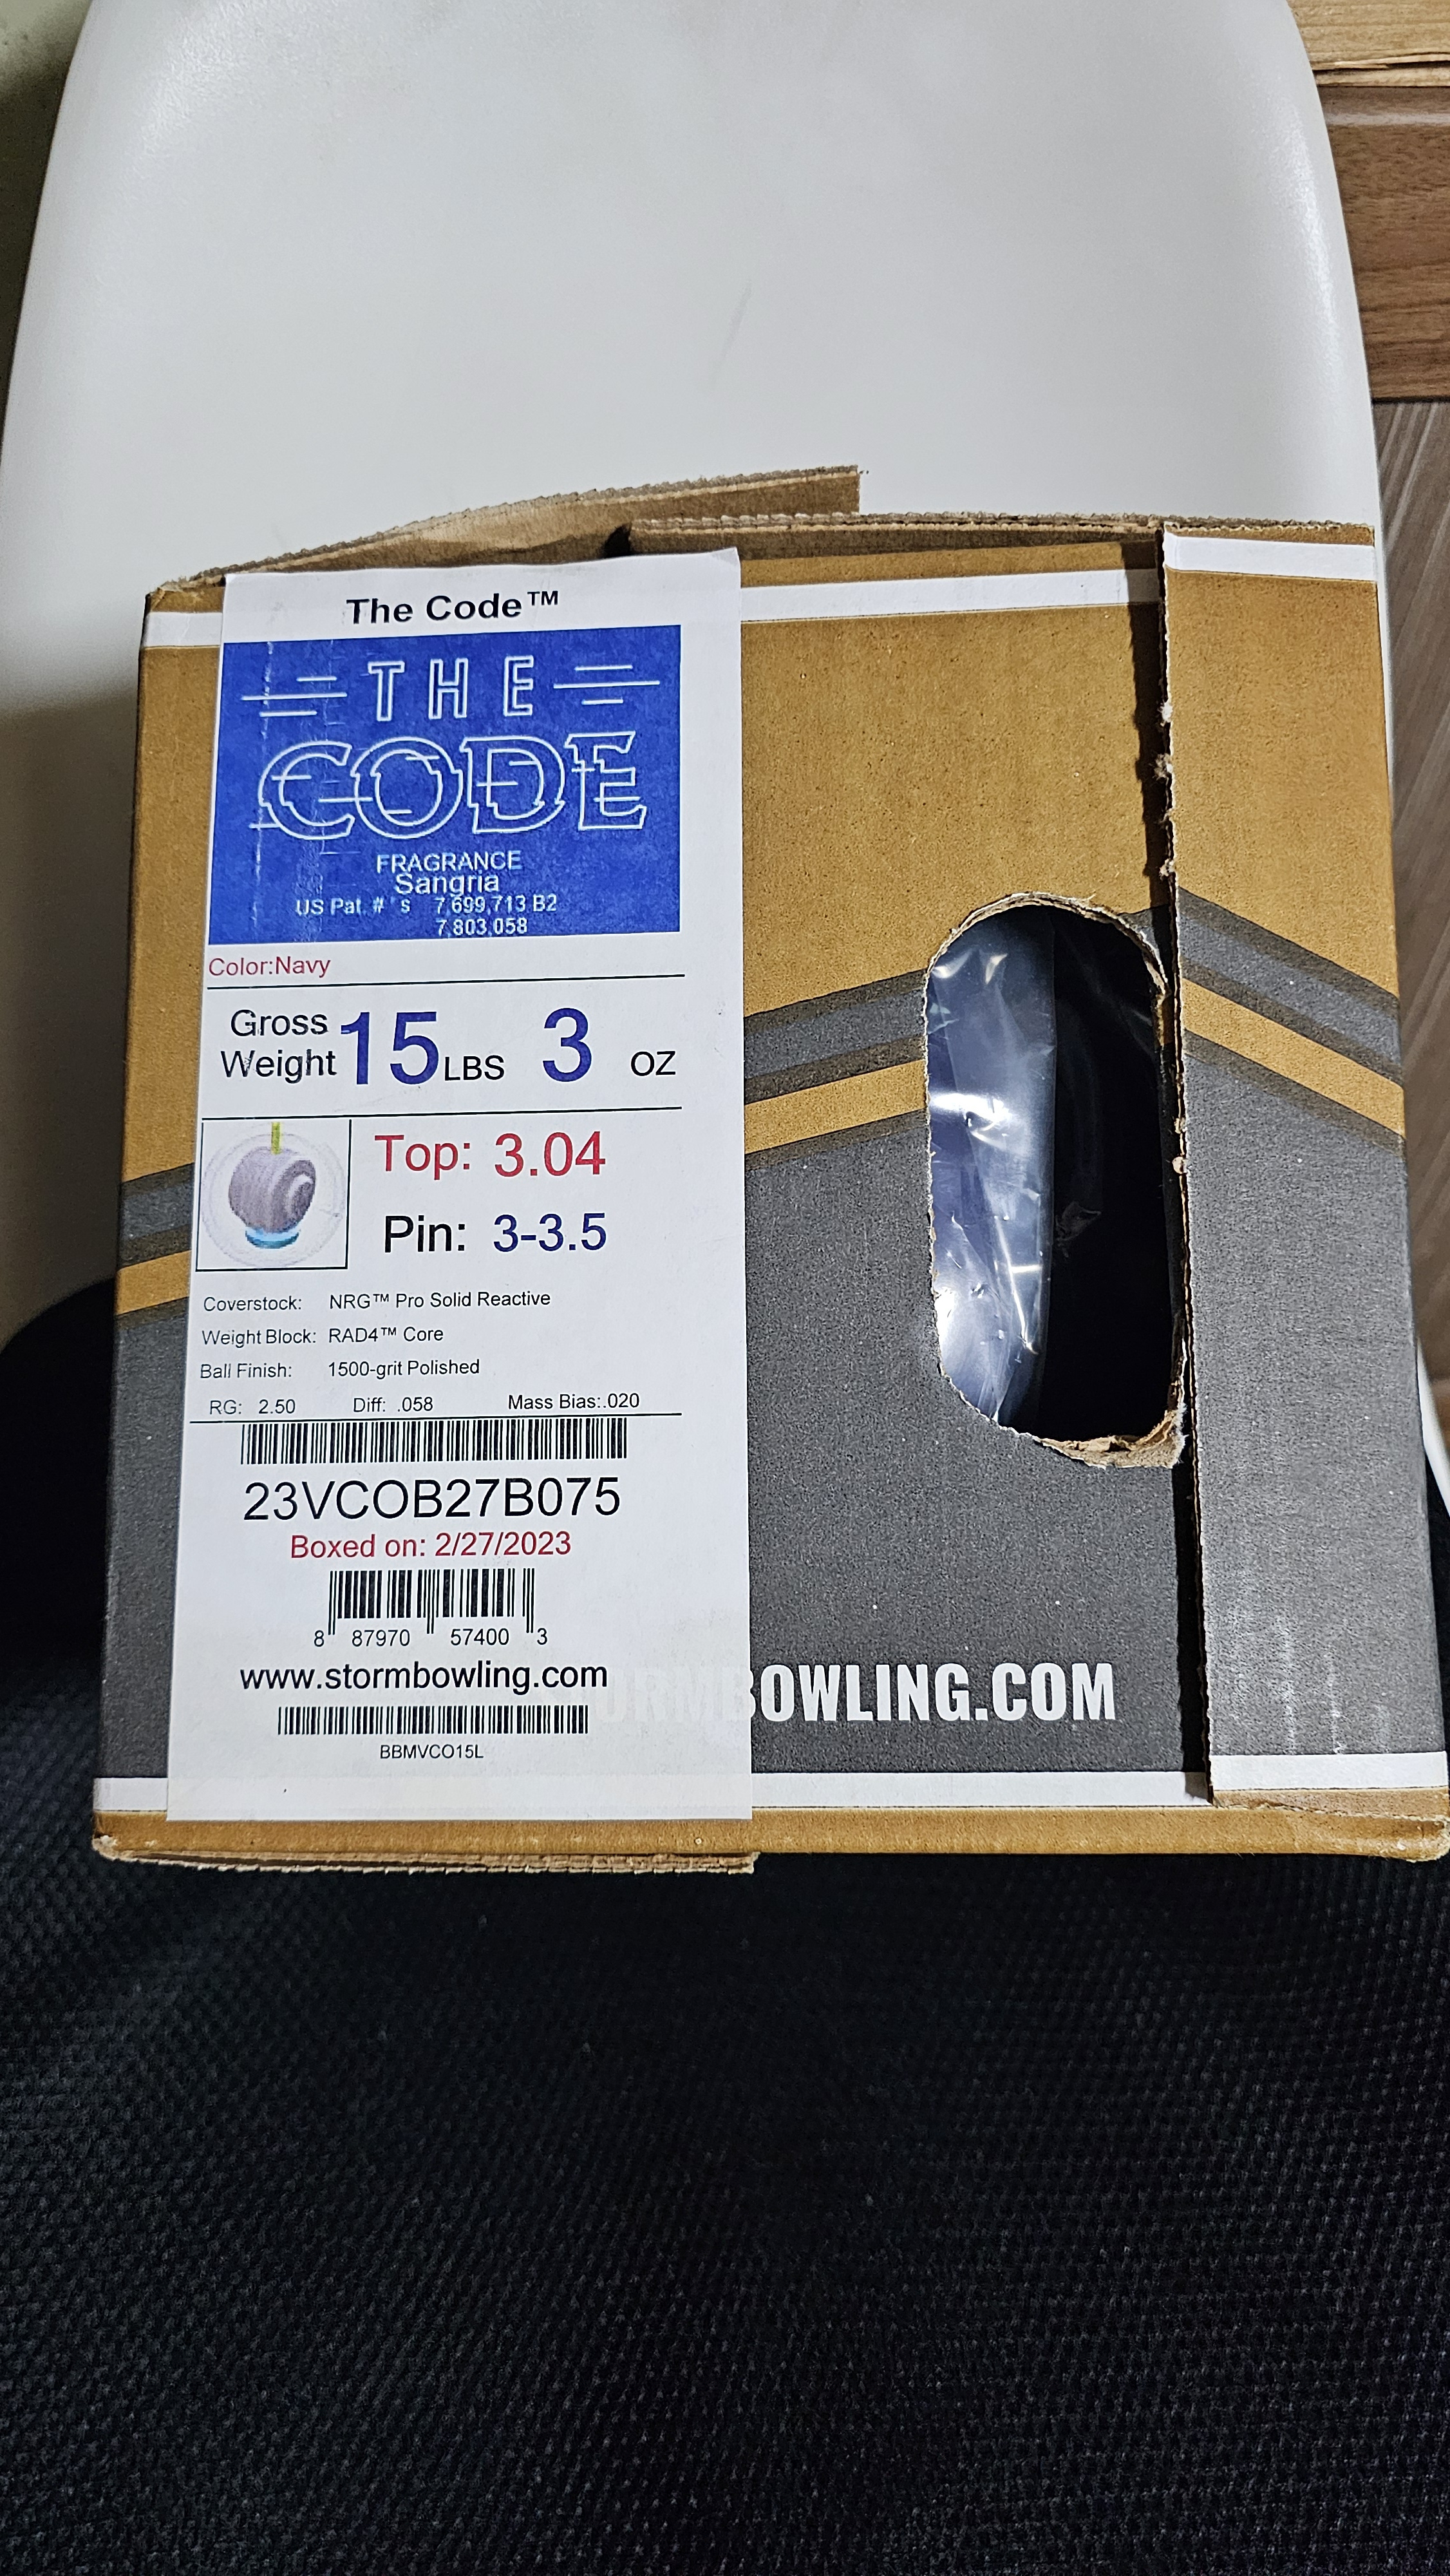 The Code™
THE
CODE
FRAGRANCE
Sangria
US Pat. #'s 7,699,713 B2
7,803,058
Color:Navy
Gross Weight 15 LBS 3 OZ
Top: 3.04
Pin: 3-3.5
Coverstock: NRG™ Pro Solid Reactive
Weight Block: RAD4™ Core
Ball Finish: 1500-grit Polished
RG: 2.50 Diff: .058 Mass Bias:.020
23VCOB27B075
Boxed on: 2/27/2023
8 87970 57400 3
www.stormbowling.com
BBMVCO15L
ORMBOWLING.COM